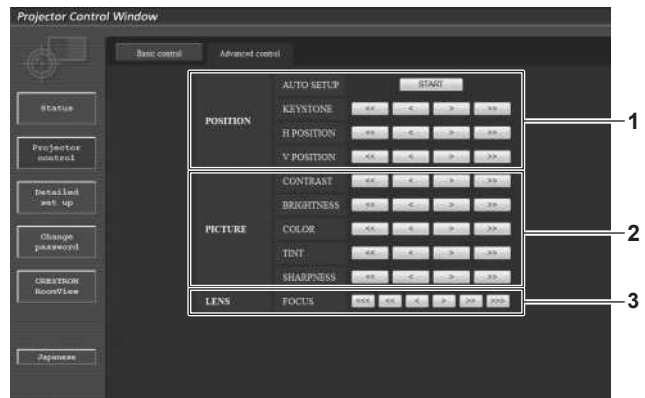 Projector Control Window
Basic control Advanced control
AUTO SETUP START
Status
KEYSTONE << < > >>
1
POSITION
H POSITION << < > >>
Projector control
V POSITION << < > >>
CONTRAST << < > >>
Detailed set up
BRIGHTNESS << < > >>
PICTURE COLOR << < > >>
2
Change password
TINT << < > >>
SHARPNESS << < > >>
CRESTRON RoomView
LENS FOCUS <<< << < > >> >>>
3
Japanese